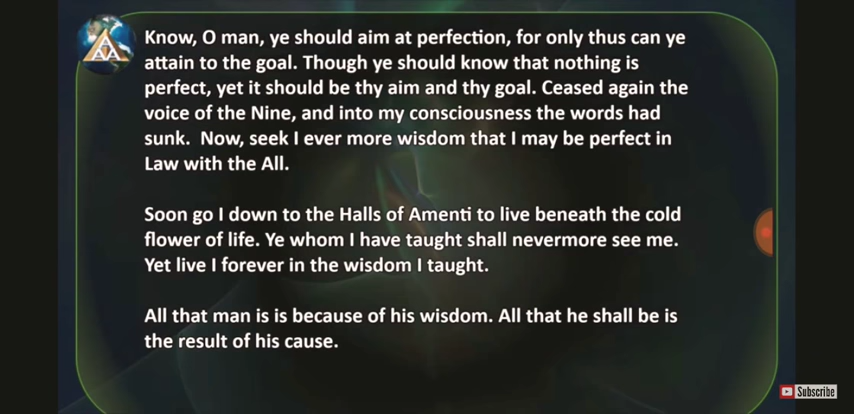 Know, O man, ye should aim at perfection, for only thus can ye
attain to the goal. Though ye should know that nothing is
perfect, yet it should be thy aim and thy goal. Ceased again the
voice of the Nine, and into my consciousness the words had
sunk. Now, seek I ever more wisdom that I may be perfect in
Law with the All.
Soon go I down to the Halls of Amenti to live beneath the cold
flower of life. Ye whom I have taught shall nevermore see me.
Yet live I forever in the wisdom I taught.
All that man is is because of his wisdom. All that he shall be is
the result of his cause.
Subscribe